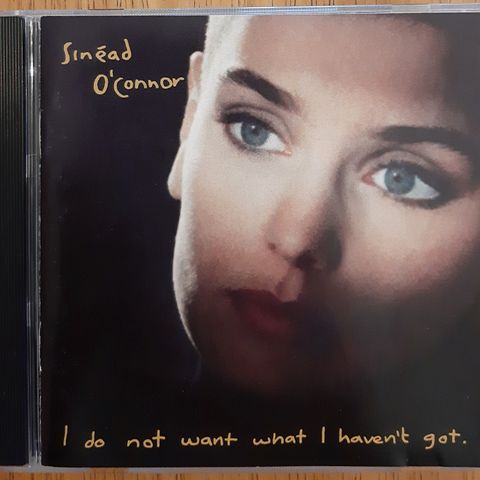 Sinéad
O'Connor
I do not want what I haven't got.